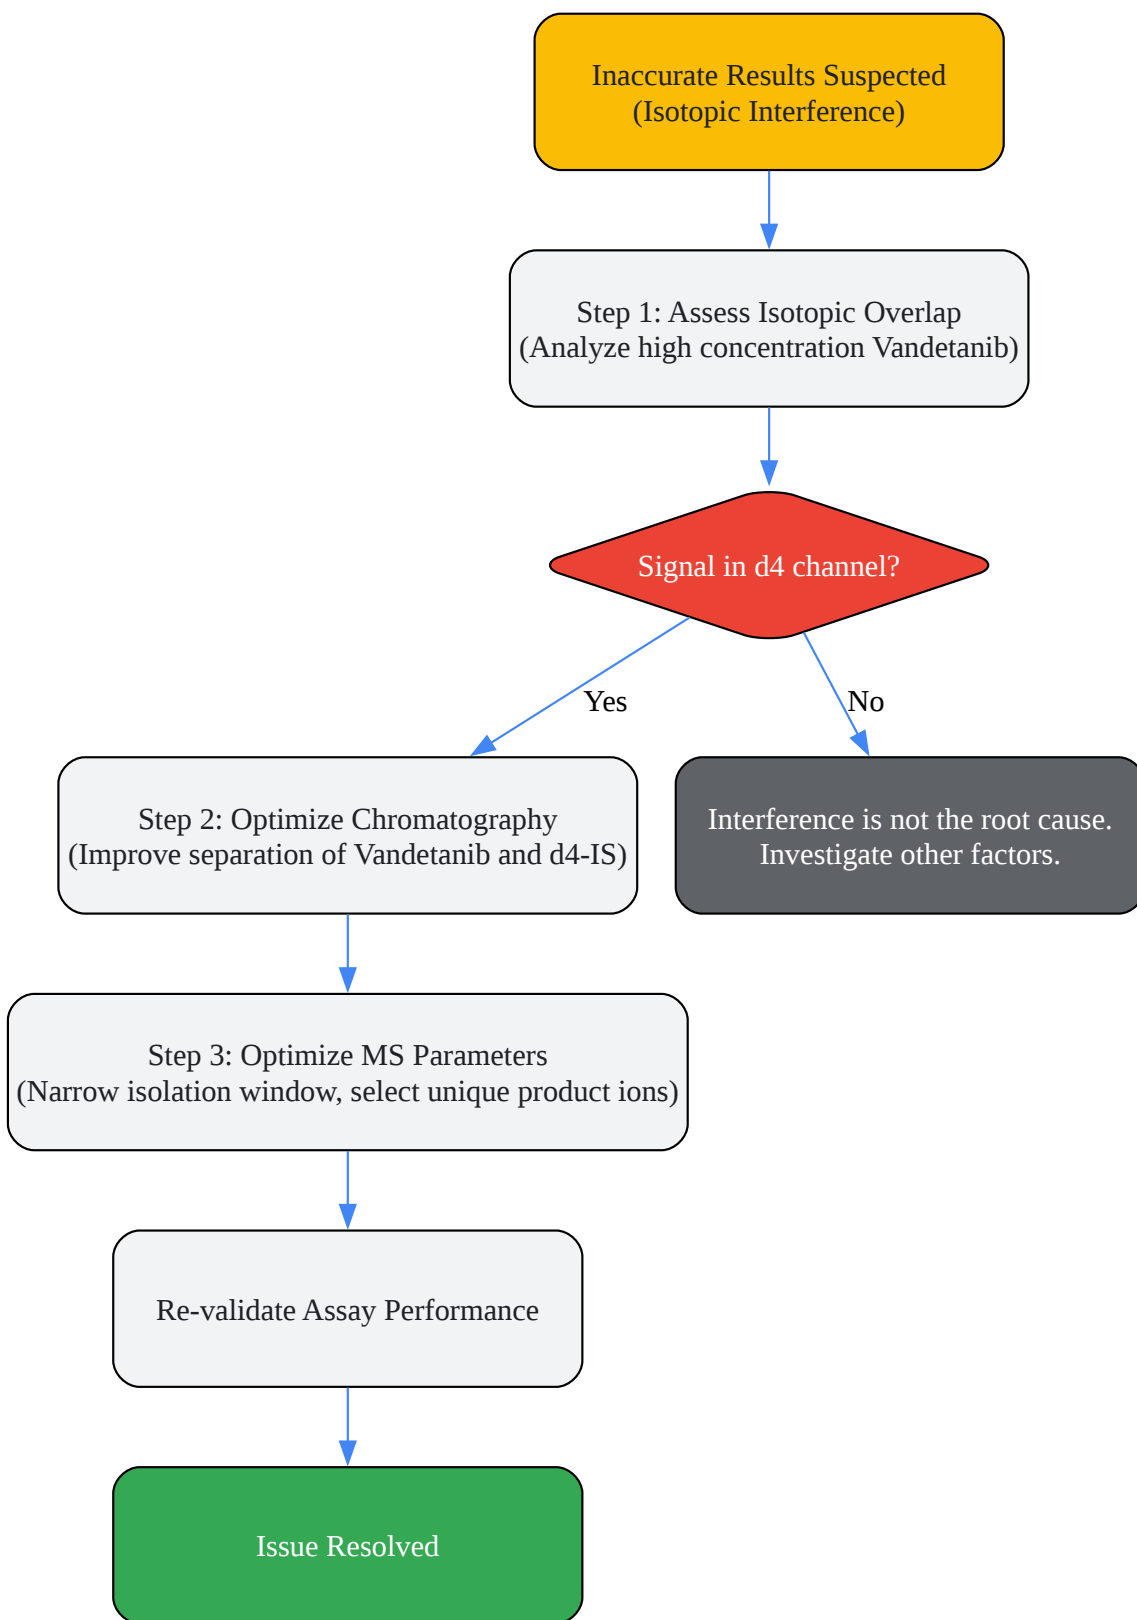 Inaccurate Results Suspected
(Isotopic Interference)
Step 1: Assess Isotopic Overlap
(Analyze high concentration Vandetanib)
Signal in d4 channel?
Yes
No
Step 2: Optimize Chromatography
(Improve separation of Vandetanib and d4-IS)
Interference is not the root cause.
Investigate other factors.
Step 3: Optimize MS Parameters
(Narrow isolation window, select unique product ions)
Re-validate Assay Performance
Issue Resolved